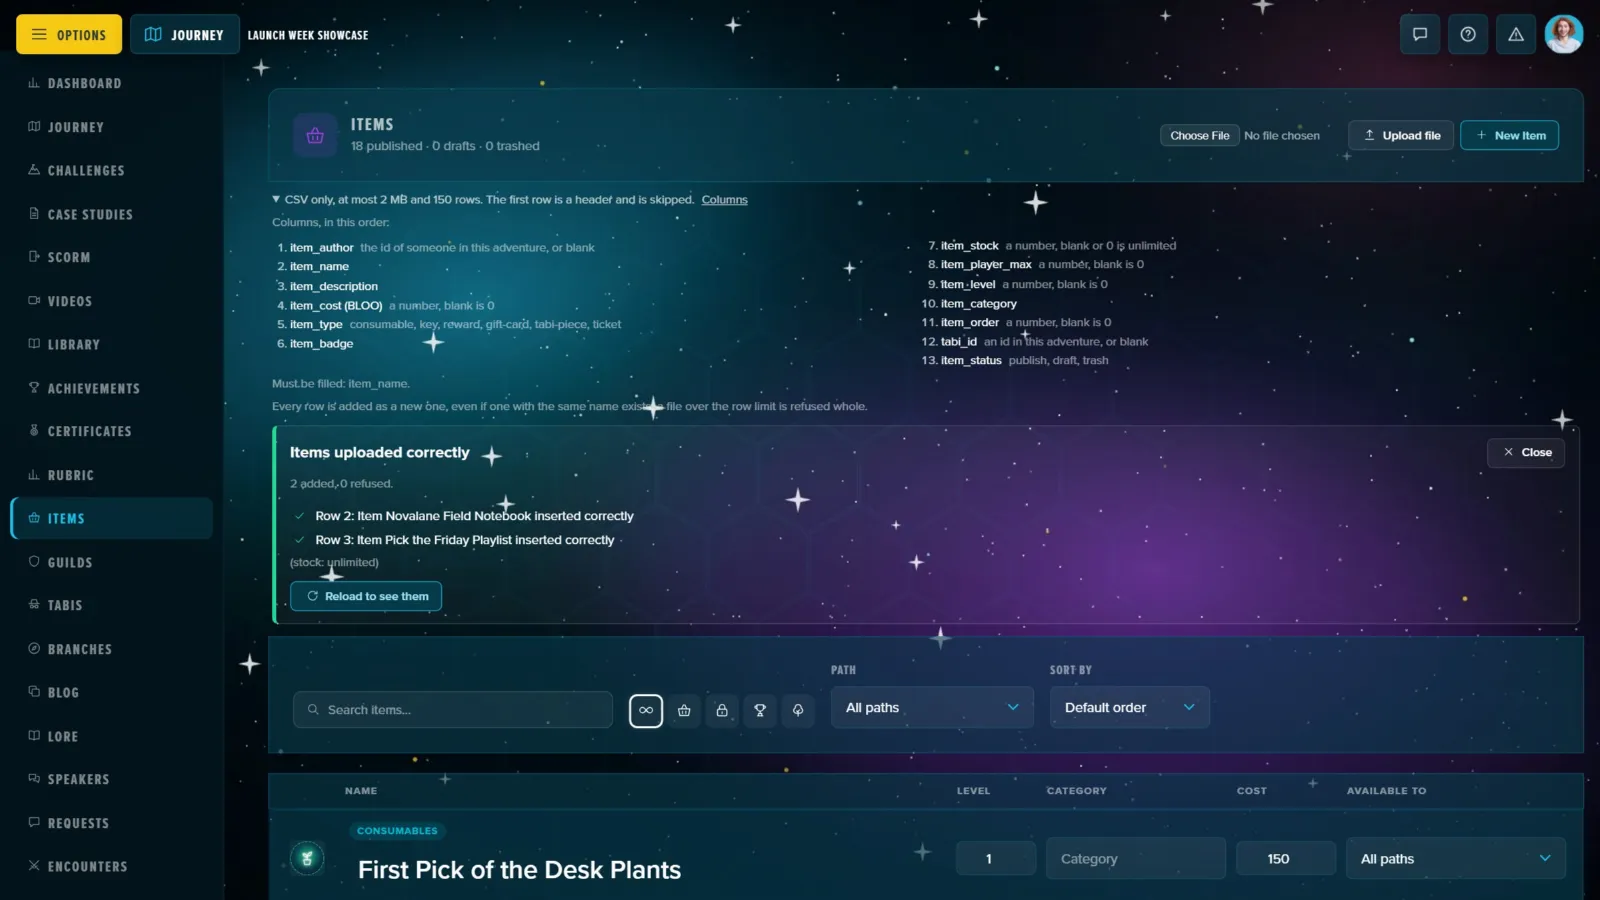 OPTIONS
JOURNEY
LAUNCH WEEK SHOWCASE
DASHBOARD
JOURNEY
CHALLENGES
CASE STUDIES
SCORM
VIDEOS
LIBRARY
ACHIEVEMENTS
CERTIFICATES
RUBRIC
ITEMS
GUILDS
TABIS
BRANCHES
BLOG
LORE
SPEAKERS
REQUESTS
ENCOUNTERS
ITEMS
18 published · 0 drafts · 0 trashed
Choose File No file chosen
Upload file
+ New Item
▼ CSV only, at most 2 MB and 150 rows. The first row is a header and is skipped. Columns
Columns, in this order:
1. item_author the id of someone in this adventure, or blank
2. item_name
3. item_description
4. item_cost (BLOO) a number, blank is 0
5. item_type consumable, key, reward, gift-card, tabi-piece, ticket
6. item_badge
7. item_stock a number, blank or 0 is unlimited
8. item_player_max a number, blank is 0
9. item_level a number, blank is 0
10. item_category
11. item_order a number, blank is 0
12. tabi_id an id in this adventure, or blank
13. item_status publish, draft, trash
Must be filled: item_name.
Every row is added as a new one, even if one with the same name file over the row limit is refused whole.
Items uploaded correctly
Close
2 added, 0 refused.
Row 2: Item Novalane Field Notebook inserted correctly
Row 3: Item Pick the Friday Playlist inserted correctly
(stock: unlimited)
Reload to see them
Search items...
PATH
All paths
SORT BY
Default order
NAME
LEVEL
CATEGORY
COST
AVAILABLE TO
CONSUMABLES
First Pick of the Desk Plants
1
Category
150
All paths